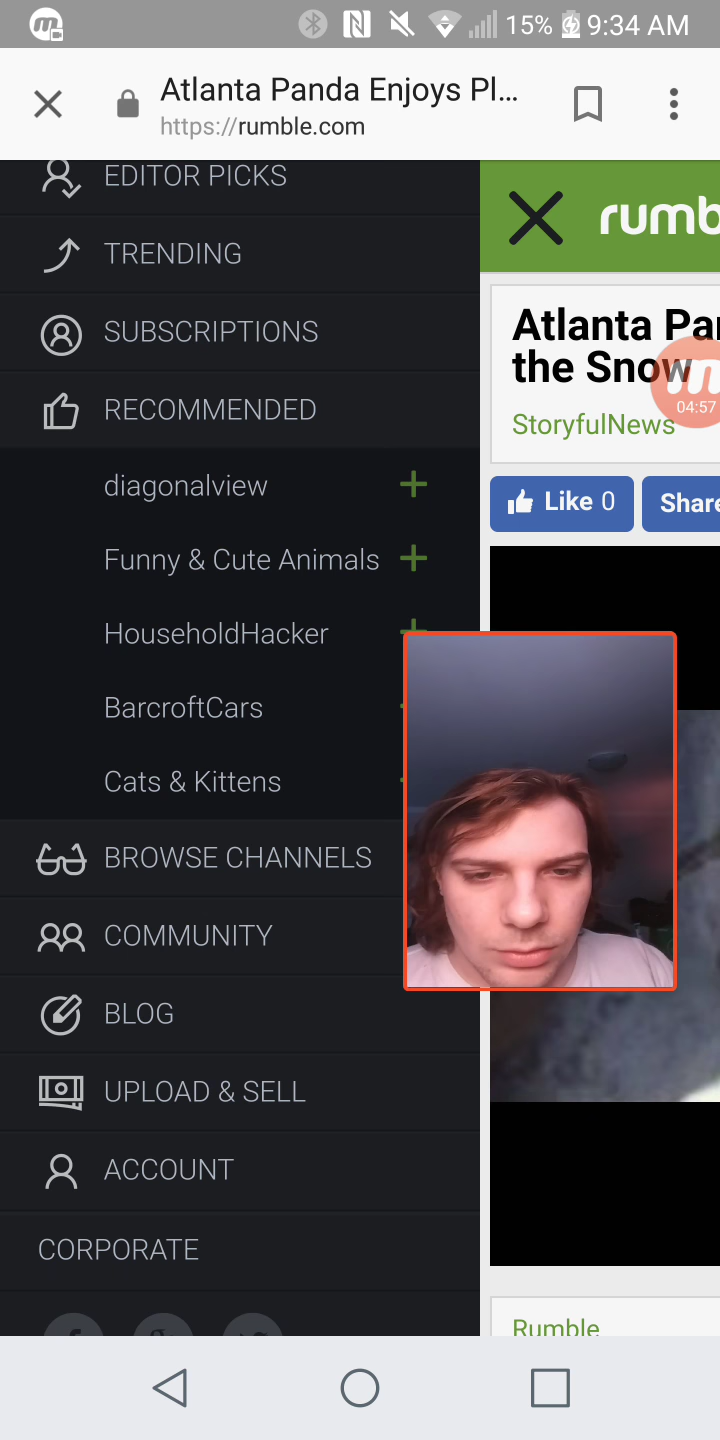 15% 9:34 AM
Atlanta Panda Enjoys Pl...
https://rumble.com
EDITOR PICKS
TRENDING
SUBSCRIPTIONS
RECOMMENDED
diagonalview
Funny & Cute Animals
HouseholdHacker
BarcroftCars
Cats & Kittens
BROWSE CHANNELS
COMMUNITY
BLOG
UPLOAD & SELL
ACCOUNT
CORPORATE
rumb
Atlanta Pa
the Snow
04:57
StoryfulNews
Like 0
Share
Rumble